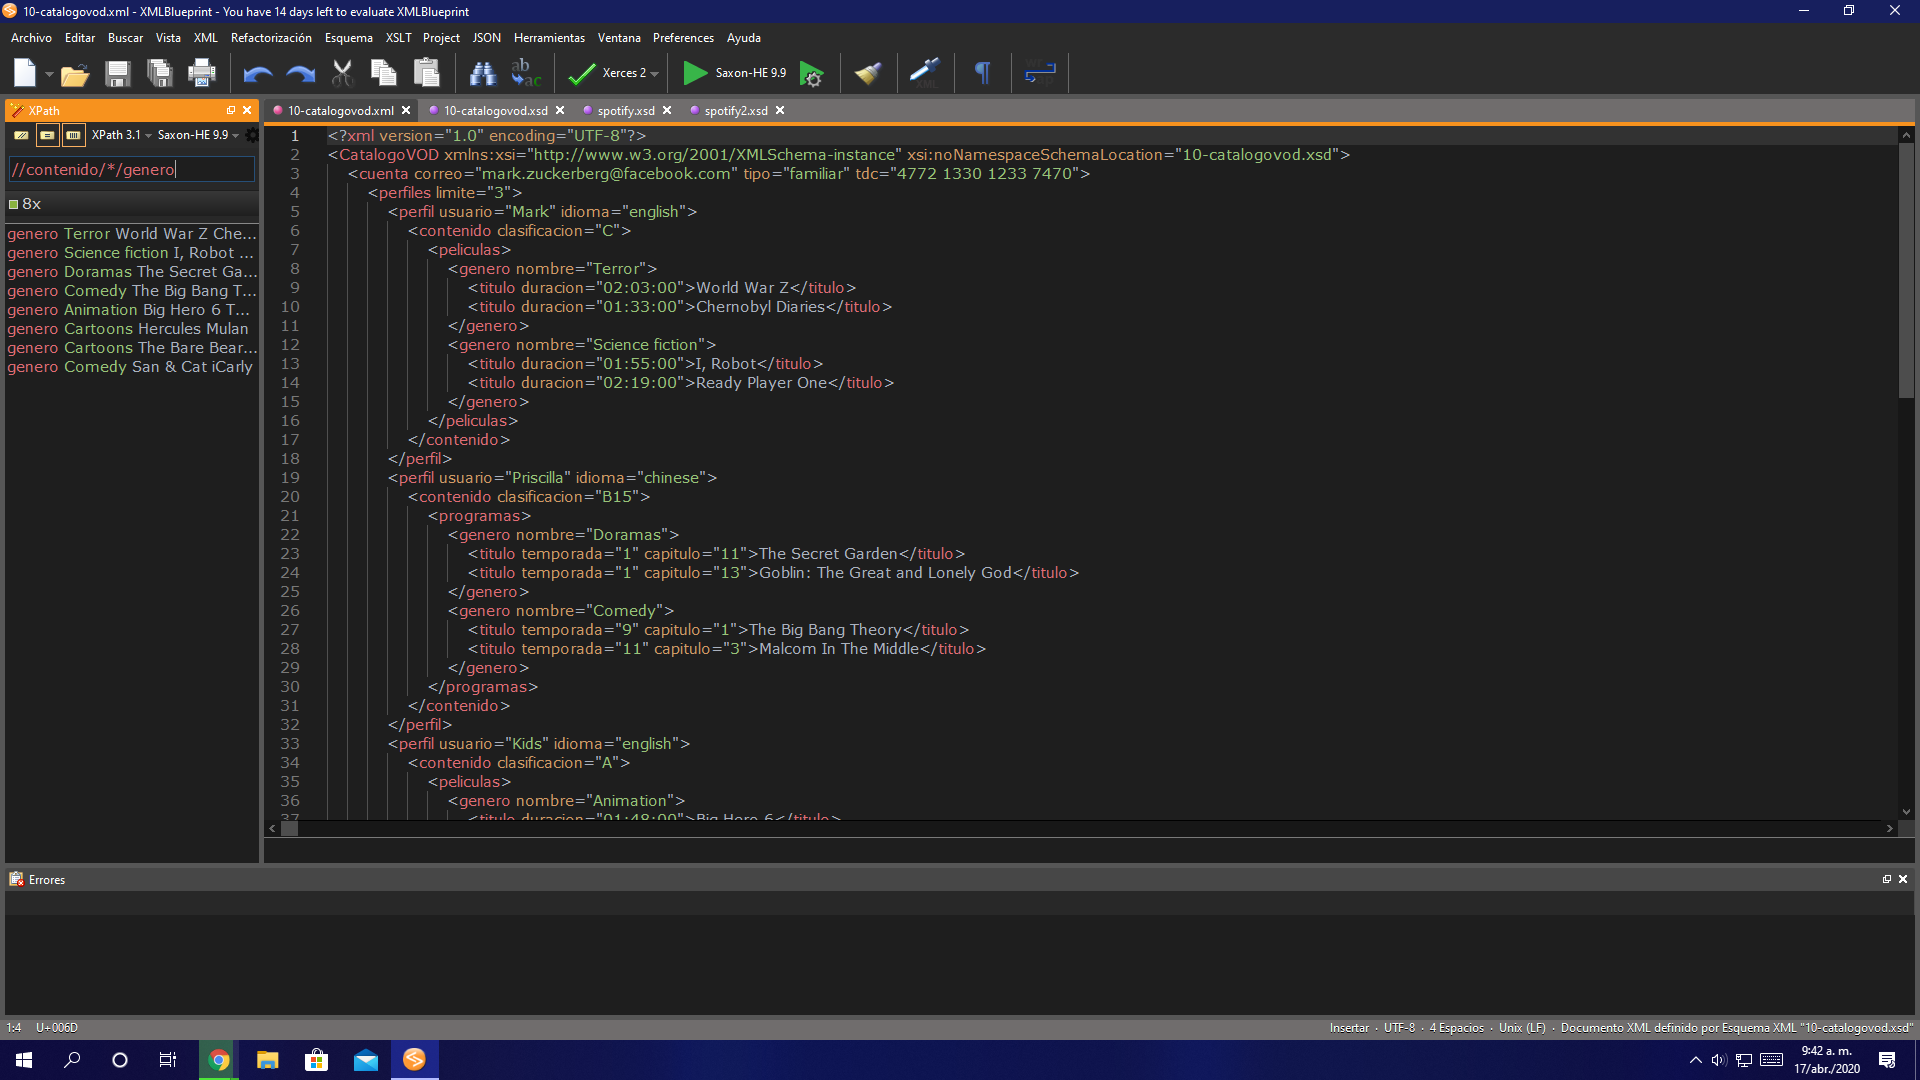 10-catalogovod.xml - XMLBlueprint - You have 14 days left to evaluate XMLBlueprint
Archivo Editar Buscar Vista XML Refactorización Esquema XSLT Project JSON Herramientas Ventana Preferences Ayuda
ab
ac
Xerces 2
Saxon-HE 9.9
XPath
10-catalogovod.xml 10-catalogovod.xsd spotify.xsd spotify2.xsd
XPath 3.1 Saxon-HE 9.9
//contenido/*/genero
8x
genero Terror World War Z Che...
genero Science fiction I, Robot ...
genero Doramas The Secret Ga...
genero Comedy The Big Bang T...
genero Animation Big Hero 6 T...
genero Cartoons Hercules Mulan
genero Cartoons The Bare Bear...
genero Comedy San & Cat iCarly
1 <?xml version="1.0" encoding="UTF-8"?>
2 <CatalogoVOD xmlns:xsi="http://www.w3.org/2001/XMLSchema-instance" xsi:noNamespaceSchemaLocation="10-catalogovod.xsd">
3 <cuenta correo="mark.zuckerberg@facebook.com" tipo="familiar" tdc="4772 1330 1233 7470">
4 <perfiles limite="3">
5 <perfil usuario="Mark" idioma="english">
6 <contenido clasificacion="C">
7 <peliculas>
8 <genero nombre="Terror">
9 <titulo duracion="02:03:00">World War Z</titulo>
10 <titulo duracion="01:33:00">Chernobyl Diaries</titulo>
11 </genero>
12 <genero nombre="Science fiction">
13 <titulo duracion="01:55:00">I, Robot</titulo>
14 <titulo duracion="02:19:00">Ready Player One</titulo>
15 </genero>
16 </peliculas>
17 </contenido>
18 </perfil>
19 <perfil usuario="Priscilla" idioma="chinese">
20 <contenido clasificacion="B15">
21 <programas>
22 <genero nombre="Doramas">
23 <titulo temporada="1" capitulo="11">The Secret Garden</titulo>
24 <titulo temporada="1" capitulo="13">Goblin: The Great and Lonely God</titulo>
25 </genero>
26 <genero nombre="Comedy">
27 <titulo temporada="9" capitulo="1">The Big Bang Theory</titulo>
28 <titulo temporada="11" capitulo="3">Malcom In The Middle</titulo>
29 </genero>
30 </programas>
31 </contenido>
32 </perfil>
33 <perfil usuario="Kids" idioma="english">
34 <contenido clasificacion="A">
35 <peliculas>
36 <genero nombre="Animation">
37 <titulo duracion="01:48:00">Big Hero 6</titulo>
Errores
1:4 U+006D
Insertar · UTF-8 · 4 Espacios · Unix (LF) · Documento XML definido por Esquema XML "10-catalogovod.xsd"
9:42 a. m.
17/abr./2020